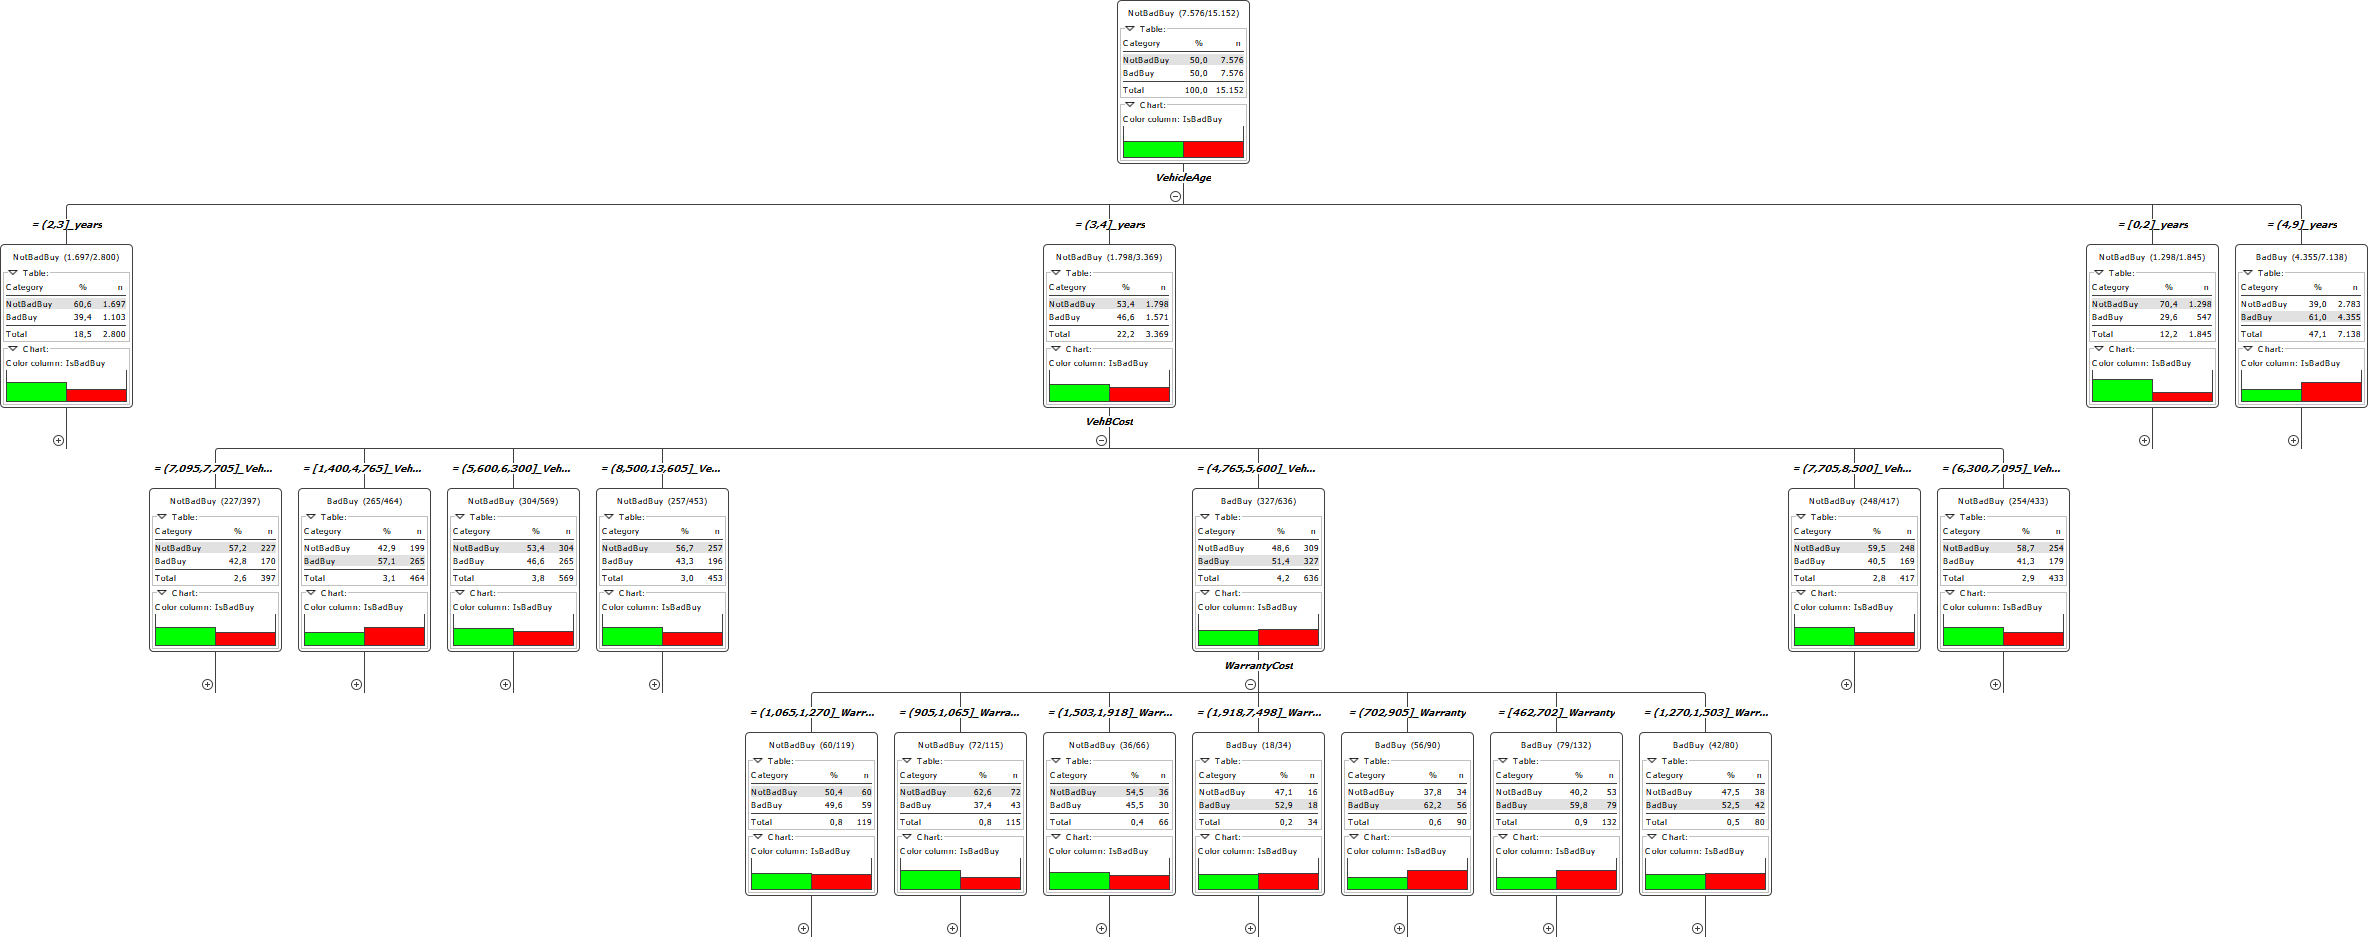 NotBadBuy (7.576/15.152)
Table:
Category % n
NotBadBuy 50,0 7.576
BadBuy 50,0 7.576
Total 100,0 15.152
Chart:
Color column: IsBadBuy
VehicleAge
= (2,3]_years
NotBadBuy (1.697/2.800)
Table:
Category % n
NotBadBuy 60,6 1.697
BadBuy 39,4 1.103
Total 18,5 2.800
Chart:
Color column: IsBadBuy
= (3,4]_years
NotBadBuy (1.798/3.369)
Table:
Category % n
NotBadBuy 53,4 1.798
BadBuy 46,6 1.571
Total 22,2 3.369
Chart:
Color column: IsBadBuy
VehBCost
= [0,2]_years
NotBadBuy (1.298/1.845)
Table:
Category % n
NotBadBuy 70,4 1.298
BadBuy 29,6 547
Total 12,2 1.845
Chart:
Color column: IsBadBuy
= (4,9]_years
BadBuy (4.355/7.138)
Table:
Category % n
NotBadBuy 39,0 2.783
BadBuy 61,0 4.355
Total 47,1 7.138
Chart:
Color column: IsBadBuy
= (7,095,7,705]_Veh...
NotBadBuy (227/397)
Table:
Category % n
NotBadBuy 57,2 227
BadBuy 42,8 170
Total 2,6 397
Chart:
Color column: IsBadBuy
= [1,400,4,765]_Veh...
BadBuy (265/464)
Table:
Category % n
NotBadBuy 42,9 199
BadBuy 57,1 265
Total 3,1 464
Chart:
Color column: IsBadBuy
= (5,600,6,300]_Veh...
NotBadBuy (304/569)
Table:
Category % n
NotBadBuy 53,4 304
BadBuy 46,6 265
Total 3,8 569
Chart:
Color column: IsBadBuy
= (8,500,13,605]_Ve...
NotBadBuy (257/453)
Table:
Category % n
NotBadBuy 56,7 257
BadBuy 43,3 196
Total 3,0 453
Chart:
Color column: IsBadBuy
= (4,765,5,600]_Veh...
BadBuy (327/636)
Table:
Category % n
NotBadBuy 48,6 309
BadBuy 51,4 327
Total 4,2 636
Chart:
Color column: IsBadBuy
WarrantyCost
= (7,705,8,500]_Veh...
NotBadBuy (248/417)
Table:
Category % n
NotBadBuy 59,5 248
BadBuy 40,5 169
Total 2,8 417
Chart:
Color column: IsBadBuy
= (6,300,7,095]_Veh...
NotBadBuy (254/433)
Table:
Category % n
NotBadBuy 58,7 254
BadBuy 41,3 179
Total 2,9 433
Chart:
Color column: IsBadBuy
= (1,065,1,270]_Warr...
NotBadBuy (60/119)
Table:
Category % n
NotBadBuy 50,4 60
BadBuy 49,6 59
Total 0,8 119
Chart:
Color column: IsBadBuy
= (905,1,065]_Warra...
NotBadBuy (72/115)
Table:
Category % n
NotBadBuy 62,6 72
BadBuy 37,4 43
Total 0,8 115
Chart:
Color column: IsBadBuy
= (1,503,1,918]_Warr...
NotBadBuy (36/66)
Table:
Category % n
NotBadBuy 54,5 36
BadBuy 45,5 30
Total 0,4 66
Chart:
Color column: IsBadBuy
= (1,918,7,498]_Warr...
BadBuy (18/34)
Table:
Category % n
NotBadBuy 47,1 16
BadBuy 52,9 18
Total 0,2 34
Chart:
Color column: IsBadBuy
= (702,905]_Warranty
BadBuy (56/90)
Table:
Category % n
NotBadBuy 37,8 34
BadBuy 62,2 56
Total 0,6 90
Chart:
Color column: IsBadBuy
= [462,702]_Warranty
BadBuy (79/132)
Table:
Category % n
NotBadBuy 40,2 53
BadBuy 59,8 79
Total 0,9 132
Chart:
Color column: IsBadBuy
= (1,270,1,503]_Warr...
BadBuy (42/80)
Table:
Category % n
NotBadBuy 47,5 38
BadBuy 52,5 42
Total 0,5 80
Chart:
Color column: IsBadBuy